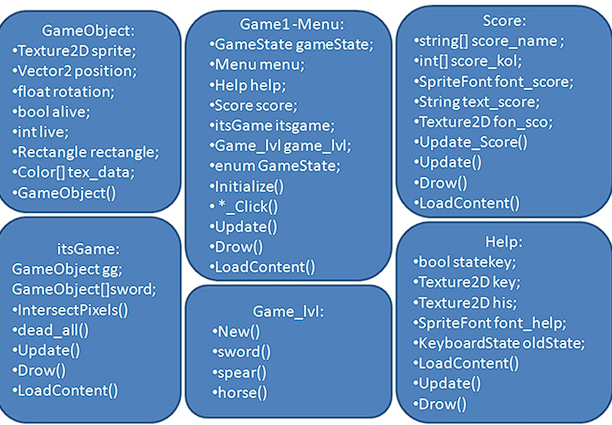 GameObject:
•Texture2D sprite;
•Vector2 position;
•float rotation;
•bool alive;
•int live;
•Rectangle rectangle;
•Color[] tex_data;
•GameObject()
Game1-Menu:
•GameState gameState;
•Menu menu;
•Help help;
•Score score;
•itsGame itsgame;
•Game_lvl game_lvl;
•enum GameState;
•Initialize()
•*_Click()
•Update()
•Drow()
•LoadContent()
Score:
•string[] score_name ;
•int[] score_kol;
•SpriteFont font_score;
•String text_score;
•Texture2D fon_sco;
•Update_Score()
•Update()
•Drow()
•LoadContent()
itsGame:
GameObject gg;
GameObject[]sword;
•IntersectPixels()
•dead_all()
•Update()
•Drow()
•LoadContent()
Game_lvl:
•New()
•sword()
•spear()
•horse()
Help:
•bool statekey;
•Texture2D key;
•Texture2D his;
•SpriteFont font_help;
•KeyboardState oldState;
•LoadContent()
•Update()
•Drow()